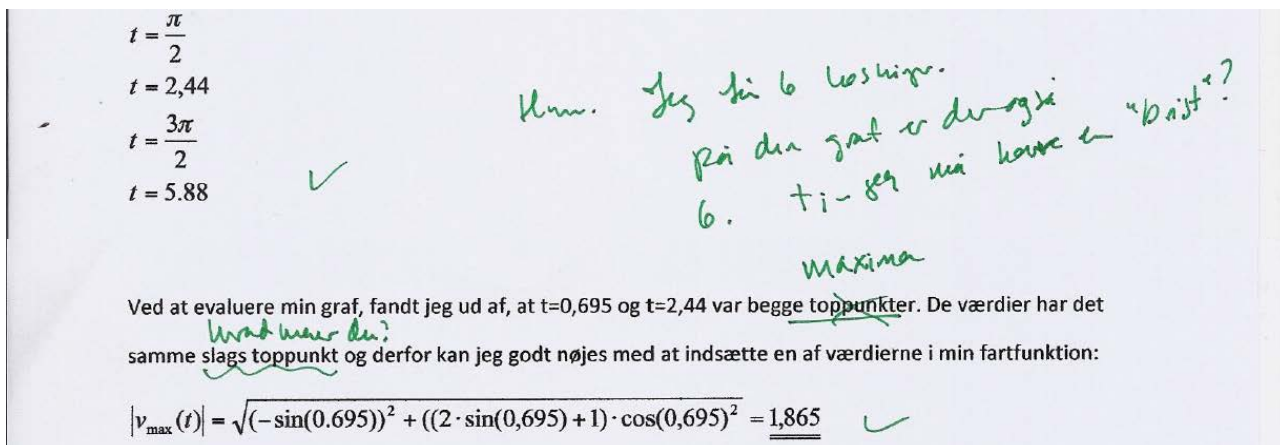 t = π/2
t = 2,44
t = 3π/2
t = 5.88
Hmm. Jeg får 6 løsninger.
på din graf er der også
6. ti - jeg må have en "brist"?
maxima
Ved at evaluere min graf, fandt jeg ud af, at t=0,695 og t=2,44 var begge toppunkter. De værdier har det
Hvad mener du?
samme slags toppunkt og derfor kan jeg godt nøjes med at indsætte en af værdierne i min fartfunktion:
|v_max(t)| = √((-sin(0.695))² + ((2·sin(0,695)+1)·cos(0,695)² = 1,865